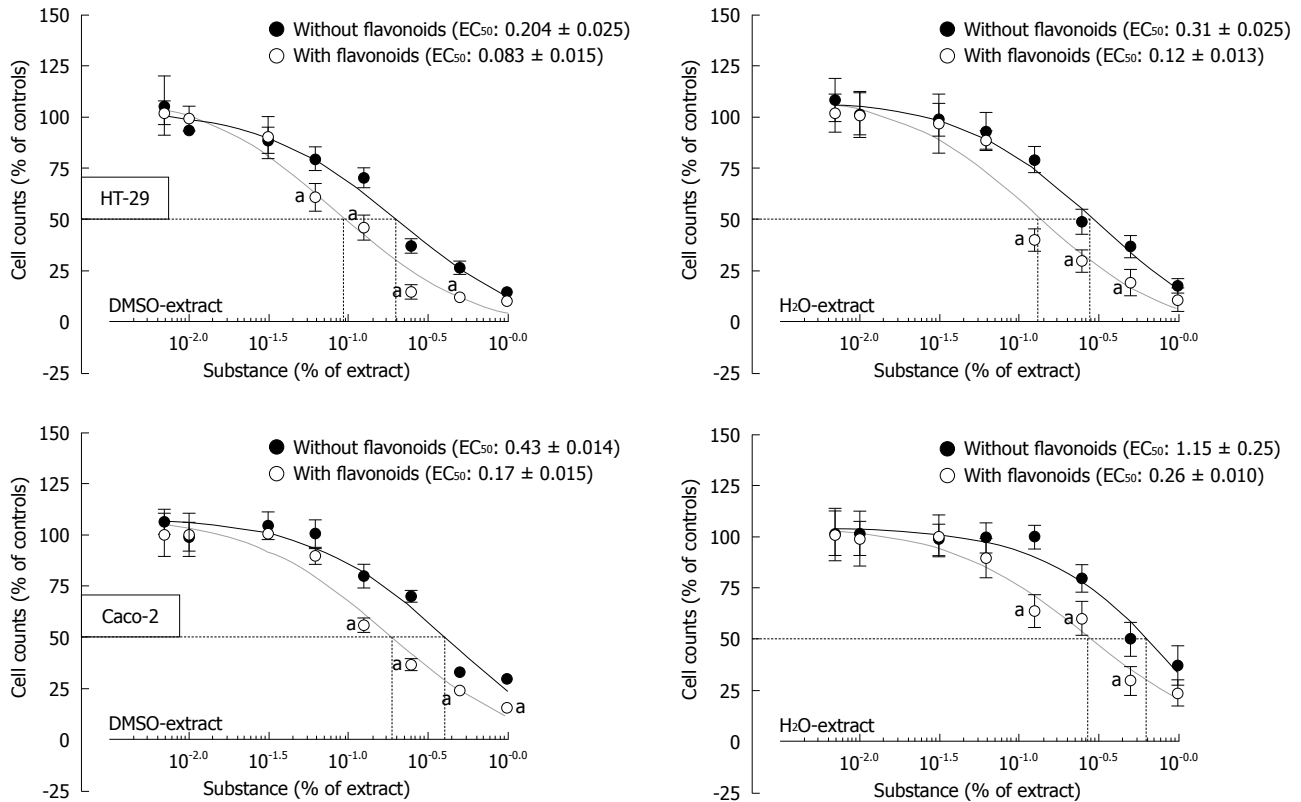 150
125
100
75
50
25
0
-25
Cell counts (% of controls)
Without flavonoids (EC₅₀: 0.204 ± 0.025)
With flavonoids (EC₅₀: 0.083 ± 0.015)
HT-29
a
a
a
a
DMSO-extract
10⁻²·⁰ 10⁻¹·⁵ 10⁻¹·⁰ 10⁻⁰·⁵ 10⁻⁰·⁰
Substance (% of extract)
150
125
100
75
50
25
0
-25
Cell counts (% of controls)
Without flavonoids (EC₅₀: 0.31 ± 0.025)
With flavonoids (EC₅₀: 0.12 ± 0.013)
a
a
a
H₂O-extract
10⁻²·⁰ 10⁻¹·⁵ 10⁻¹·⁰ 10⁻⁰·⁵ 10⁻⁰·⁰
Substance (% of extract)
150
125
100
75
50
25
0
-25
Cell counts (% of controls)
Without flavonoids (EC₅₀: 0.43 ± 0.014)
With flavonoids (EC₅₀: 0.17 ± 0.015)
Caco-2
a
a
a
a
DMSO-extract
10⁻²·⁰ 10⁻¹·⁵ 10⁻¹·⁰ 10⁻⁰·⁵ 10⁻⁰·⁰
Substance (% of extract)
150
125
100
75
50
25
0
-25
Cell counts (% of controls)
Without flavonoids (EC₅₀: 1.15 ± 0.25)
With flavonoids (EC₅₀: 0.26 ± 0.010)
a
a
a
H₂O-extract
10⁻²·⁰ 10⁻¹·⁵ 10⁻¹·⁰ 10⁻⁰·⁵ 10⁻⁰·⁰
Substance (% of extract)